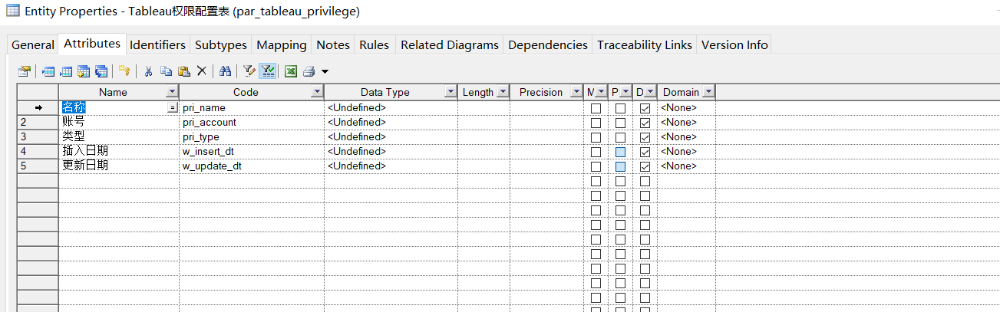 Entity Properties - Tableau权限配置表 (par_tableau_privilege)
General Attributes Identifiers Subtypes Mapping Notes Rules Related Diagrams Dependencies Traceability Links Version Info
Name Code Data Type Length Precision M P D Domain
名称 = pri_name <Undefined> <None>
2 账号 pri_account <Undefined> <None>
3 类型 pri_type <Undefined> <None>
4 插入日期 w_insert_dt <Undefined> <None>
5 更新日期 w_update_dt <Undefined> <None>